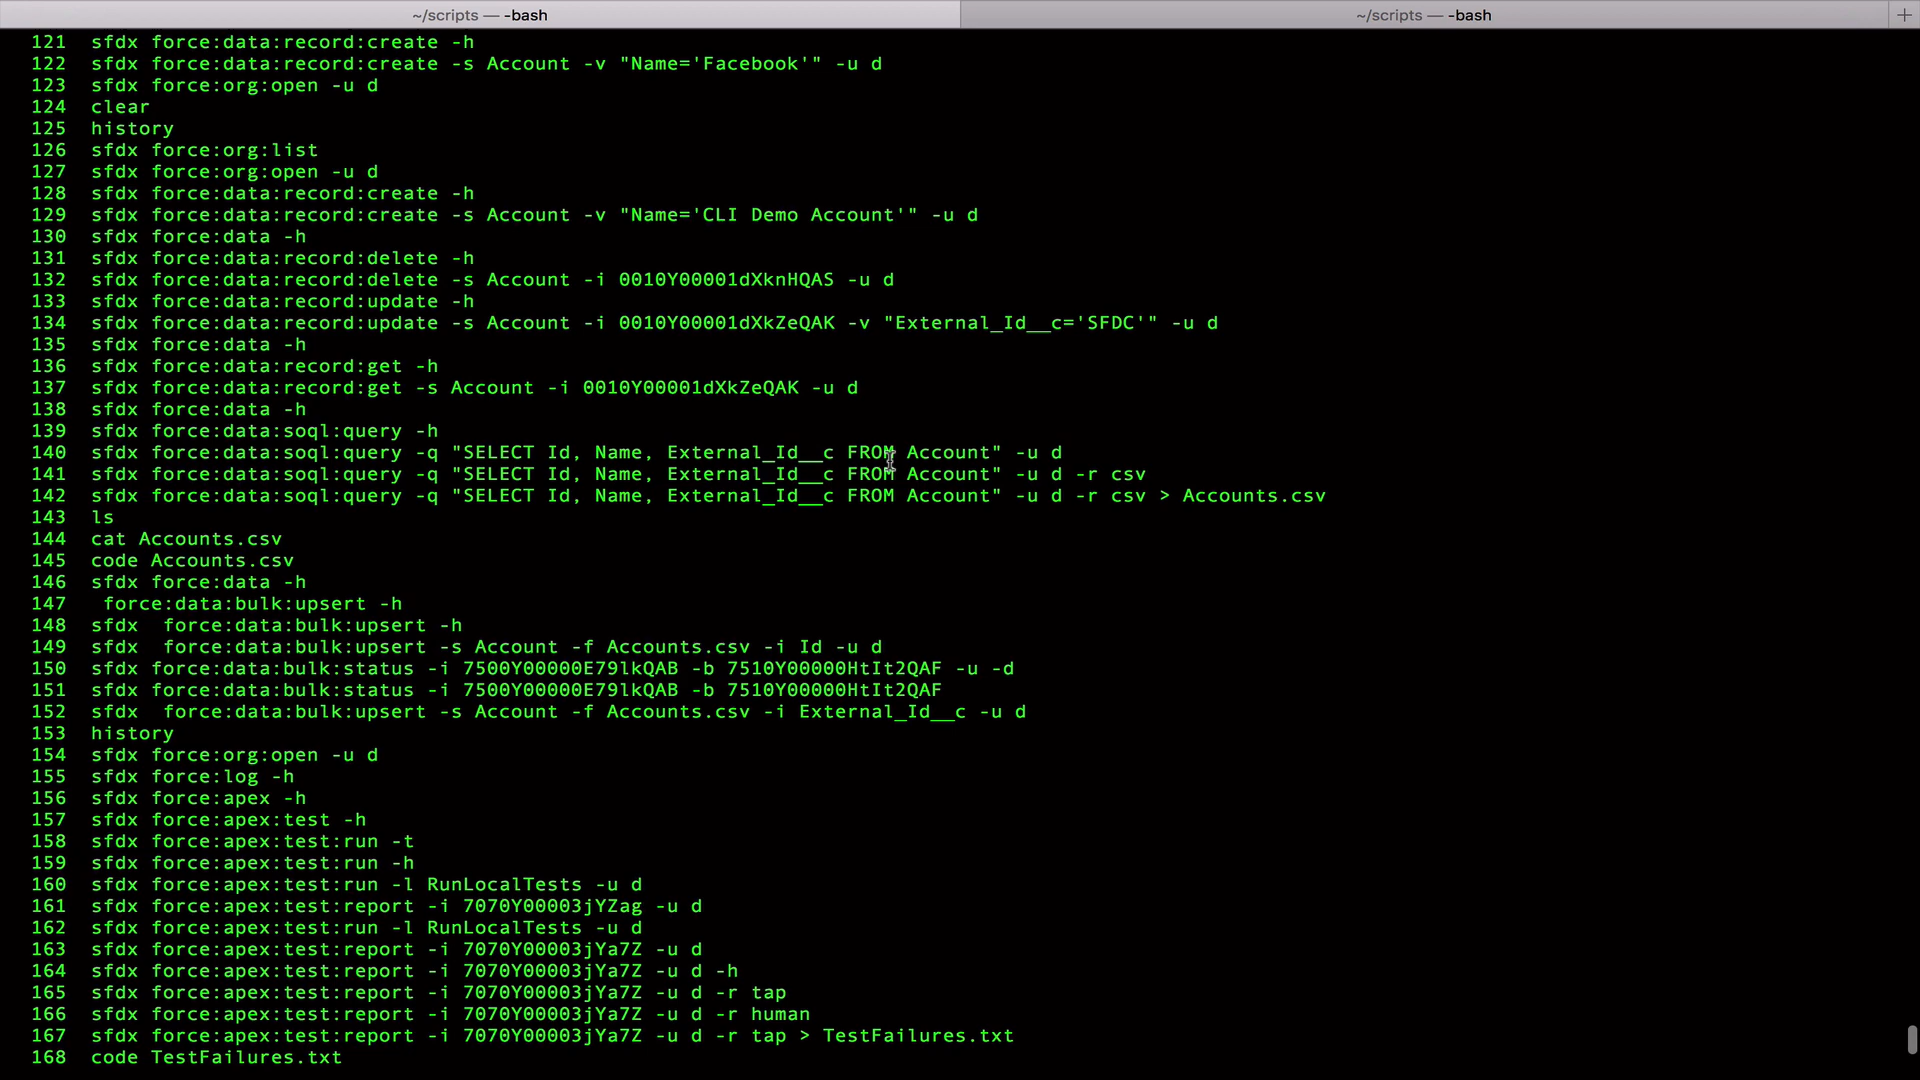 ~/scripts — -bash
~/scripts — -bash
121 sfdx force:data:record:create -h
122 sfdx force:data:record:create -s Account -v "Name='Facebook'" -u d
123 sfdx force:org:open -u d
124 clear
125 history
126 sfdx force:org:list
127 sfdx force:org:open -u d
128 sfdx force:data:record:create -h
129 sfdx force:data:record:create -s Account -v "Name='CLI Demo Account'" -u d
130 sfdx force:data -h
131 sfdx force:data:record:delete -h
132 sfdx force:data:record:delete -s Account -i 0010Y00001dXknHQAS -u d
133 sfdx force:data:record:update -h
134 sfdx force:data:record:update -s Account -i 0010Y00001dXkZeQAK -v "External_Id__c='SFDC'" -u d
135 sfdx force:data -h
136 sfdx force:data:record:get -h
137 sfdx force:data:record:get -s Account -i 0010Y00001dXkZeQAK -u d
138 sfdx force:data -h
139 sfdx force:data:soql:query -h
140 sfdx force:data:soql:query -q "SELECT Id, Name, External_Id__c FROM Account" -u d
141 sfdx force:data:soql:query -q "SELECT Id, Name, External_Id__c FROM Account" -u d -r csv
142 sfdx force:data:soql:query -q "SELECT Id, Name, External_Id__c FROM Account" -u d -r csv > Accounts.csv
143 ls
144 cat Accounts.csv
145 code Accounts.csv
146 sfdx force:data -h
147  force:data:bulk:upsert -h
148 sfdx  force:data:bulk:upsert -h
149 sfdx  force:data:bulk:upsert -s Account -f Accounts.csv -i Id -u d
150 sfdx force:data:bulk:status -i 7500Y00000E79lkQAB -b 7510Y00000HtIt2QAF -u -d
151 sfdx force:data:bulk:status -i 7500Y00000E79lkQAB -b 7510Y00000HtIt2QAF
152 sfdx  force:data:bulk:upsert -s Account -f Accounts.csv -i External_Id__c -u d
153 history
154 sfdx force:org:open -u d
155 sfdx force:log -h
156 sfdx force:apex -h
157 sfdx force:apex:test -h
158 sfdx force:apex:test:run -t
159 sfdx force:apex:test:run -h
160 sfdx force:apex:test:run -l RunLocalTests -u d
161 sfdx force:apex:test:report -i 7070Y00003jYZag -u d
162 sfdx force:apex:test:run -l RunLocalTests -u d
163 sfdx force:apex:test:report -i 7070Y00003jYa7Z -u d
164 sfdx force:apex:test:report -i 7070Y00003jYa7Z -u d -h
165 sfdx force:apex:test:report -i 7070Y00003jYa7Z -u d -r tap
166 sfdx force:apex:test:report -i 7070Y00003jYa7Z -u d -r human
167 sfdx force:apex:test:report -i 7070Y00003jYa7Z -u d -r tap > TestFailures.txt
168 code TestFailures.txt